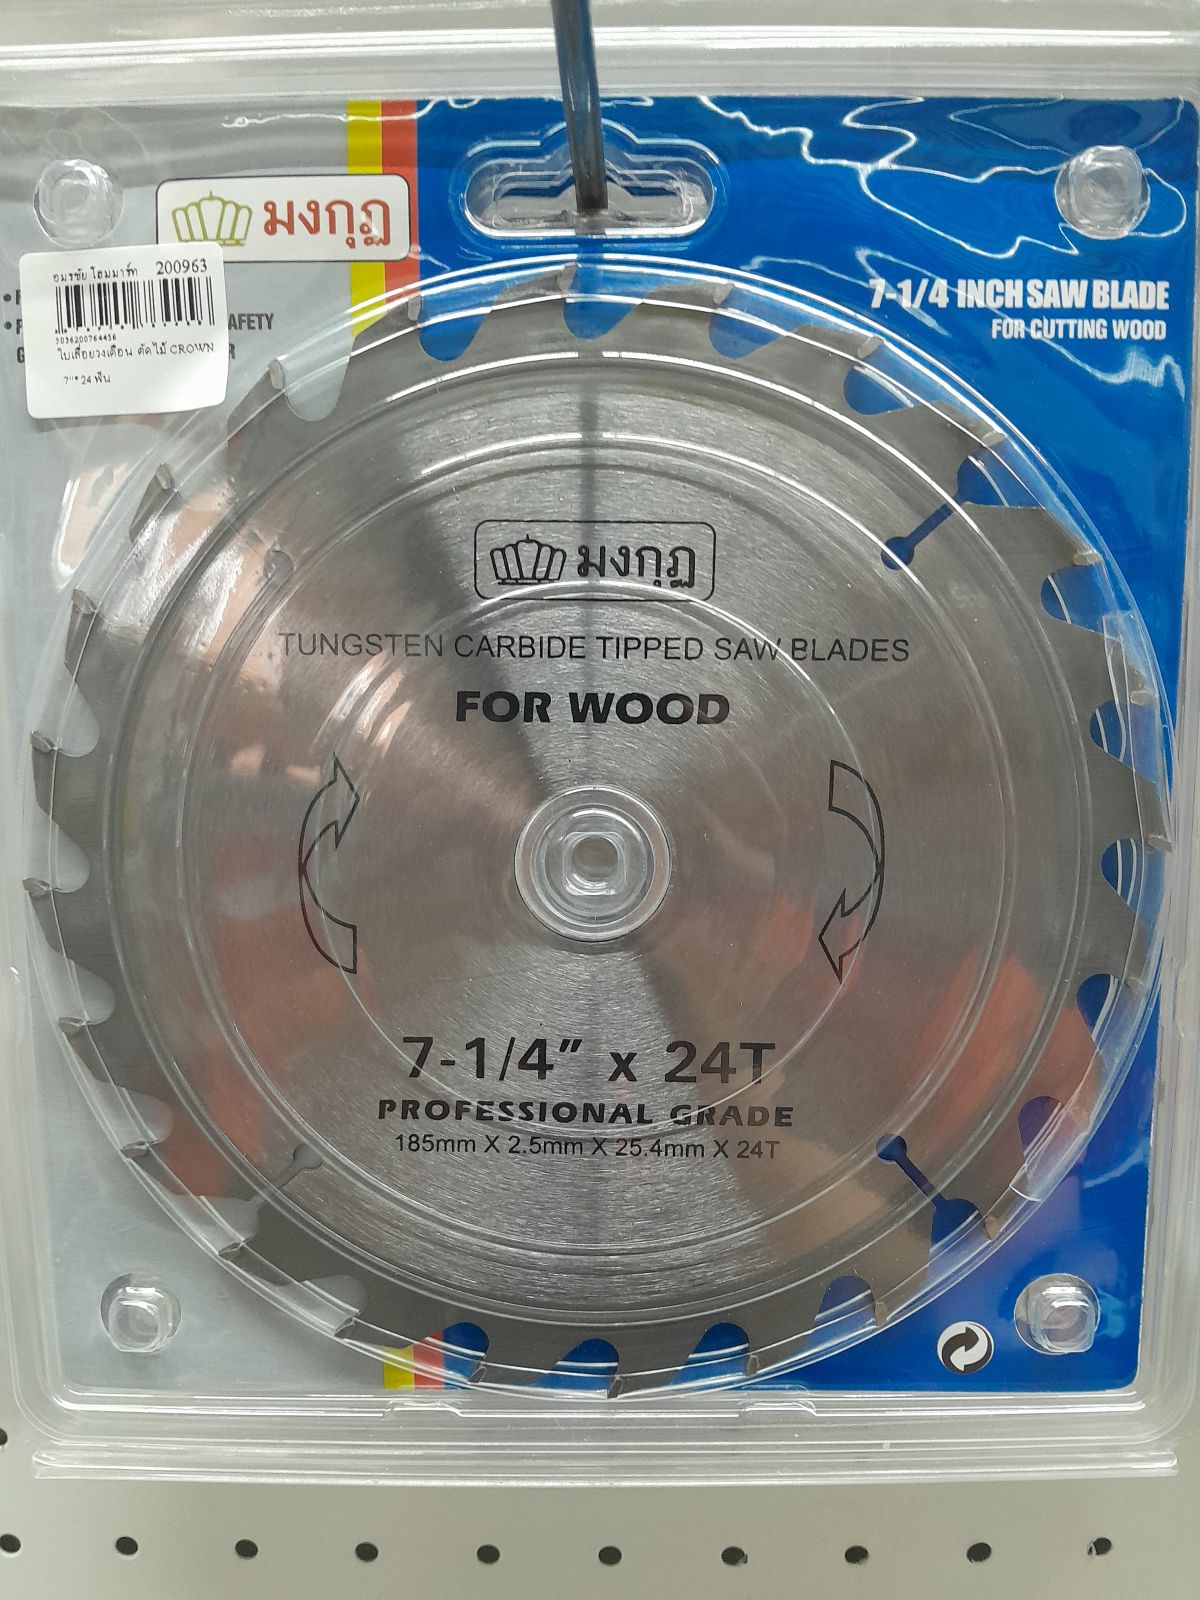 มงกุฎ
อมรชัย โฮมมาร์ท 200963
2036200764456
ใบเลื่อยวงเดือน ตัดไม้ CROWN
7"* 24 ฟัน
7-1/4 INCH SAW BLADE
FOR CUTTING WOOD
มงกุฎ
TUNGSTEN CARBIDE TIPPED SAW BLADES
FOR WOOD
7-1/4" x 24T
PROFESSIONAL GRADE
185mm X 2.5mm X 25.4mm X 24T